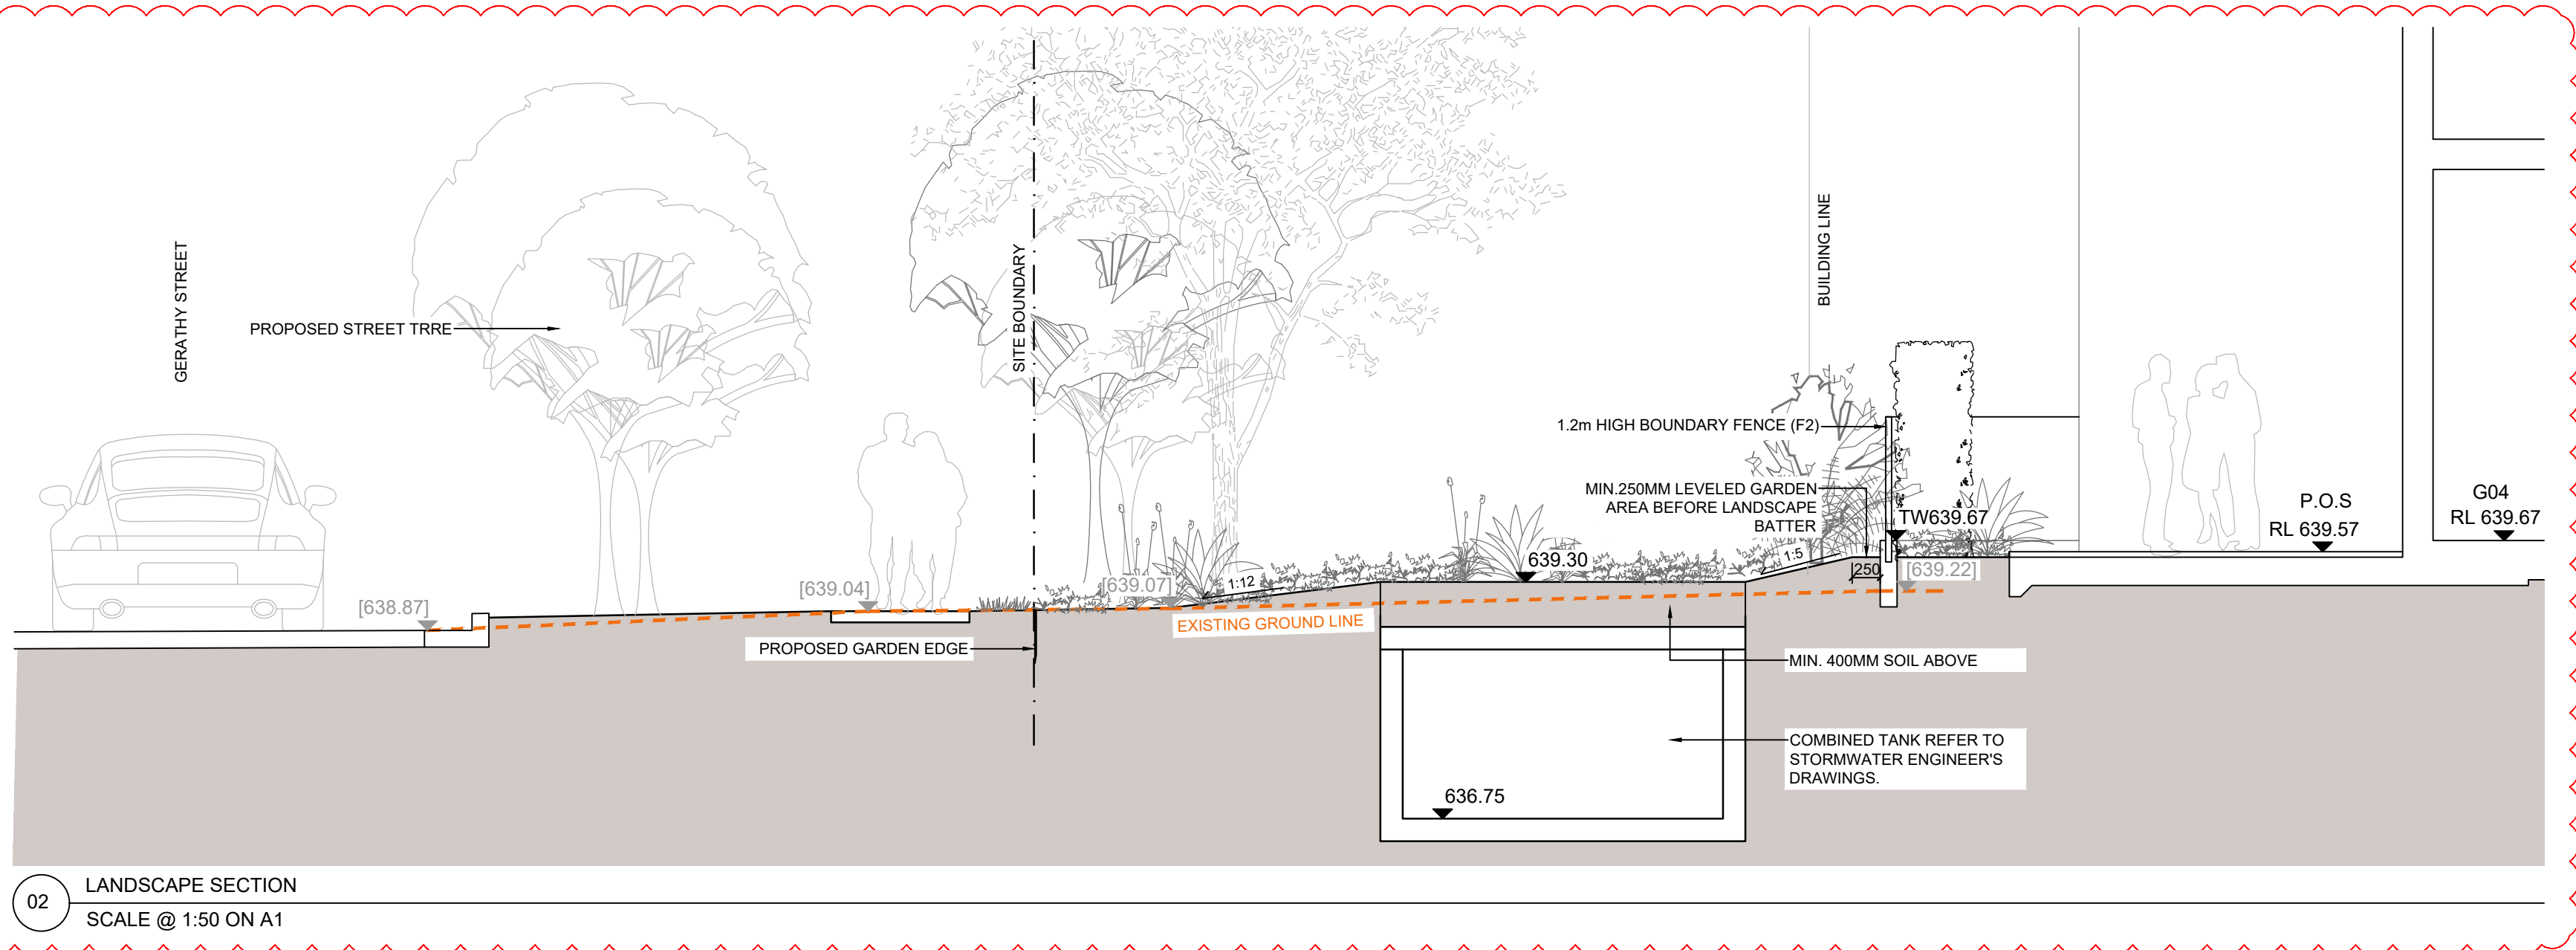 GERATHY STREET
PROPOSED STREET TRRE
SITE BOUNDARY
BUILDING LINE
1.2m HIGH BOUNDARY FENCE (F2)
MIN.250MM LEVELED GARDEN
AREA BEFORE LANDSCAPE
BATTER
TW639.67
P.O.S
RL 639.57
G04
RL 639.67
[638.87]
[639.04]
[639.07]
1:12
639.30
1:5
250
[639.22]
EXISTING GROUND LINE
PROPOSED GARDEN EDGE
MIN. 400MM SOIL ABOVE
COMBINED TANK REFER TO
STORMWATER ENGINEER'S
DRAWINGS.
636.75
02
LANDSCAPE SECTION
SCALE @ 1:50 ON A1